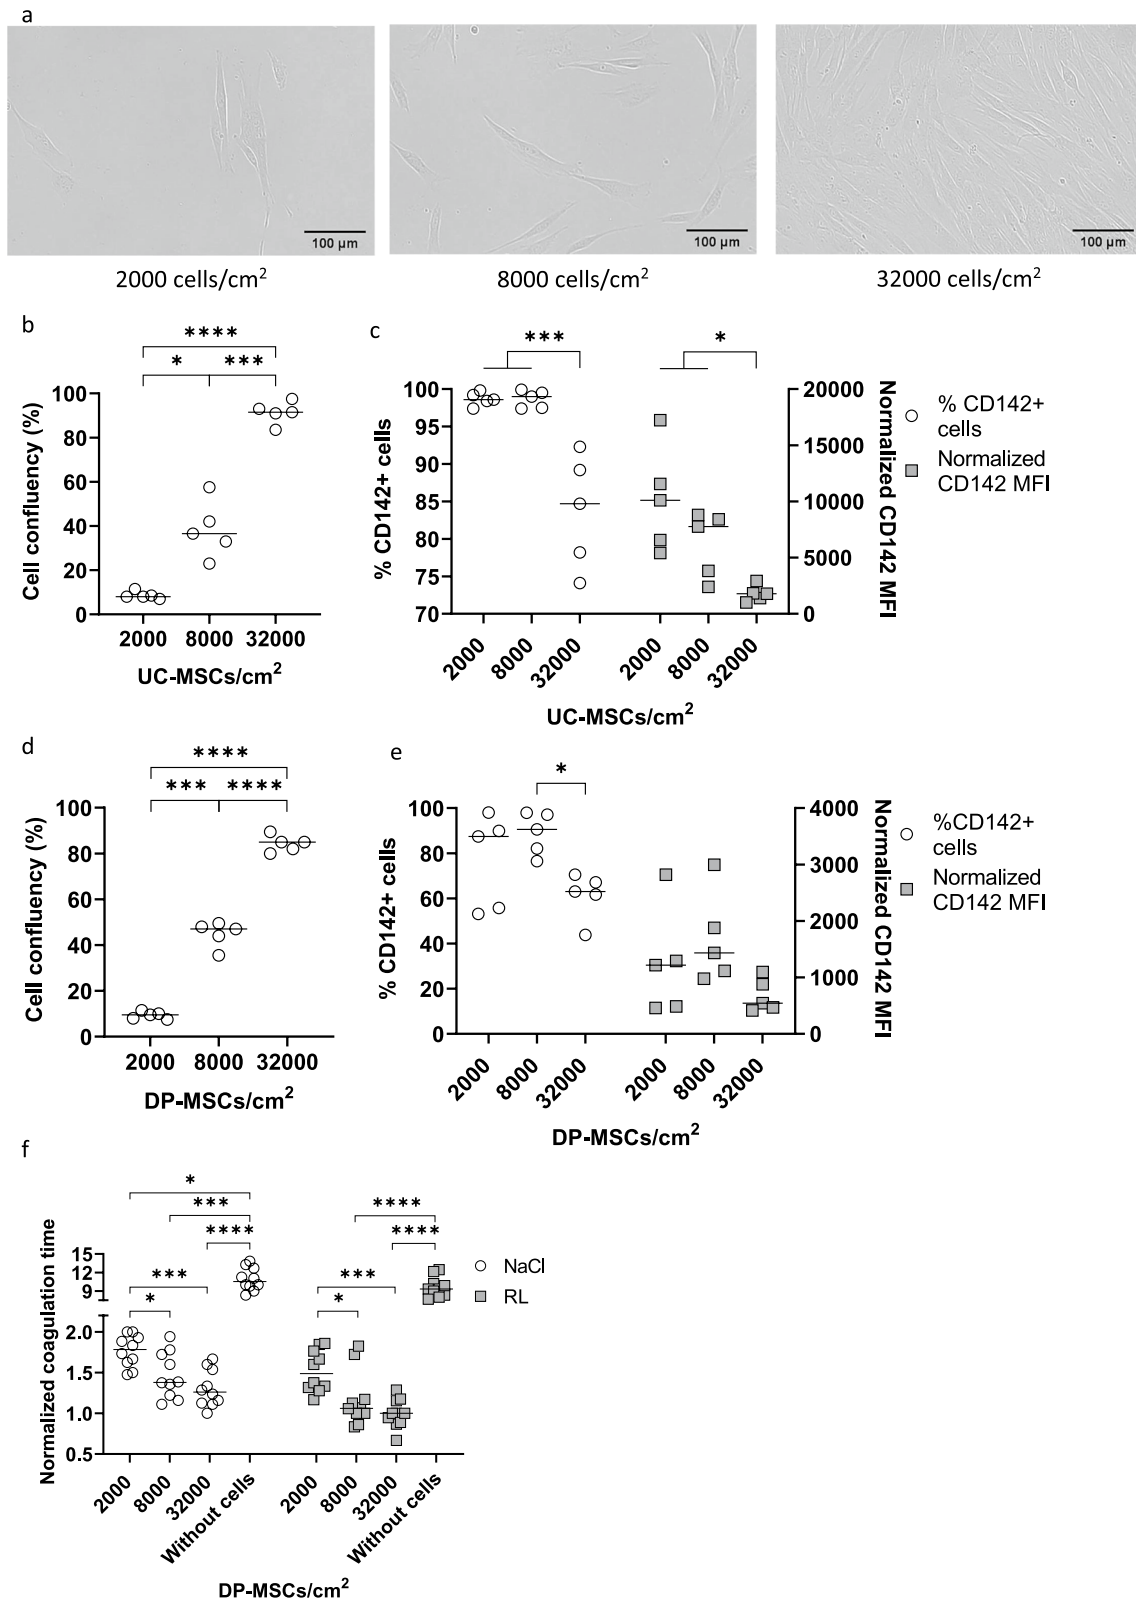 a
100 µm
100 µm
100 µm
2000 cells/cm²
8000 cells/cm²
32000 cells/cm²
b
****
* ***
Cell confluency (%)
100
80
60
40
20
0
2000 8000 32000
UC-MSCs/cm²
c
*** *
% CD142+ cells
100
95
90
85
80
75
70
20000
15000
10000
5000
0
Normalized CD142 MFI
% CD142+
cells
Normalized
CD142 MFI
2000 8000 32000 2000 8000 32000
UC-MSCs/cm²
d
****
*** ****
Cell confluency (%)
100
80
60
40
20
0
2000 8000 32000
DP-MSCs/cm²
e
*
% CD142+ cells
100
80
60
40
20
0
4000
3000
2000
1000
0
Normalized CD142 MFI
%CD142+
cells
Normalized
CD142 MFI
2000 8000 32000 2000 8000 32000
DP-MSCs/cm²
f
*
*** ****
**** ****
*** ***
* *
Normalized coagulation time
15
12
9
2.0
1.5
1.0
0.5
NaCl
RL
2000 8000 32000 Without cells 2000 8000 32000 Without cells
DP-MSCs/cm²